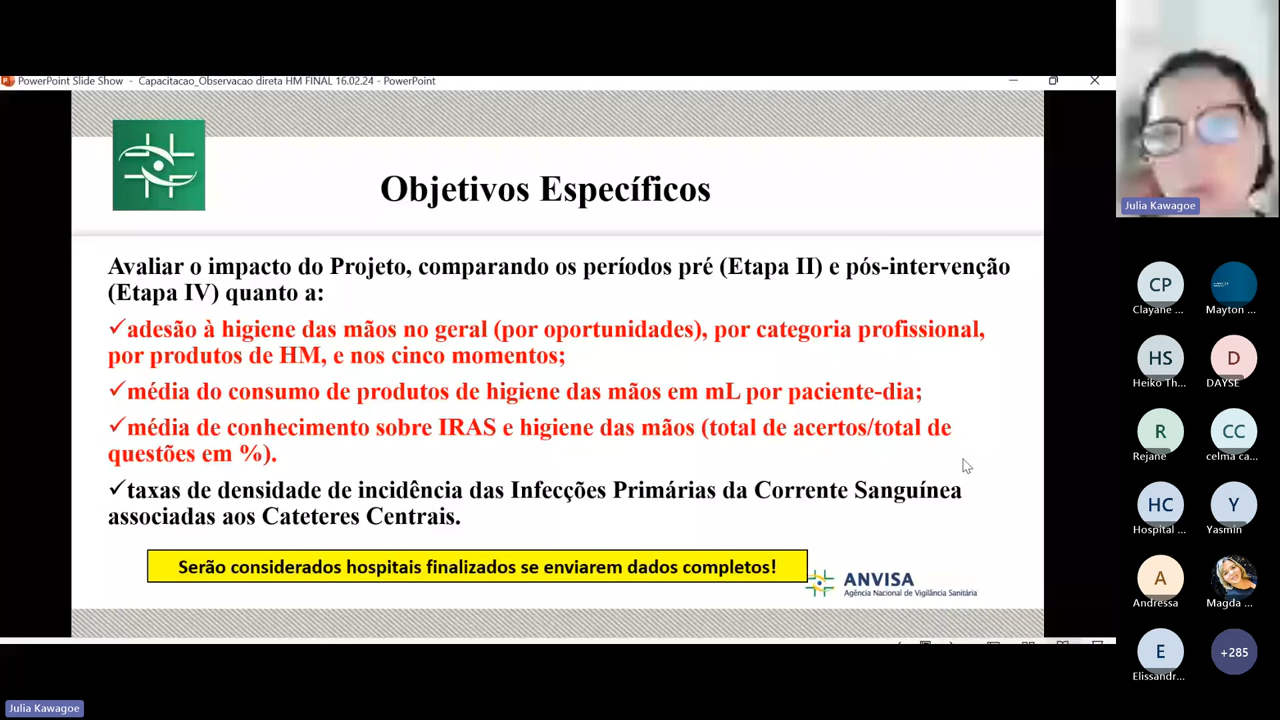 PowerPoint Slide Show - Capacitacao_Observacao direta HM FINAL 16.02.24 - PowerPoint
Objetivos Específicos
Avaliar o impacto do Projeto, comparando os períodos pré (Etapa II) e pós-intervenção
(Etapa IV) quanto a:
✓adesão à higiene das mãos no geral (por oportunidades), por categoria profissional,
por produtos de HM, e nos cinco momentos;
✓média do consumo de produtos de higiene das mãos em mL por paciente-dia;
✓média de conhecimento sobre IRAS e higiene das mãos (total de acertos/total de
questões em %).
✓taxas de densidade de incidência das Infecções Primárias da Corrente Sanguínea
associadas aos Cateteres Centrais.
Serão considerados hospitais finalizados se enviarem dados completos!
ANVISA
Agência Nacional de Vigilância Sanitária
Julia Kawagoe
CP
Clayane ...
Mayton ...
HS
Heiko Th...
D
DAYSE
R
Rejane
CC
celma ca...
HC
Hospital ...
Y
Yasmin
A
Andressa
Magda ...
E
Elissandr...
+285
Julia Kawagoe